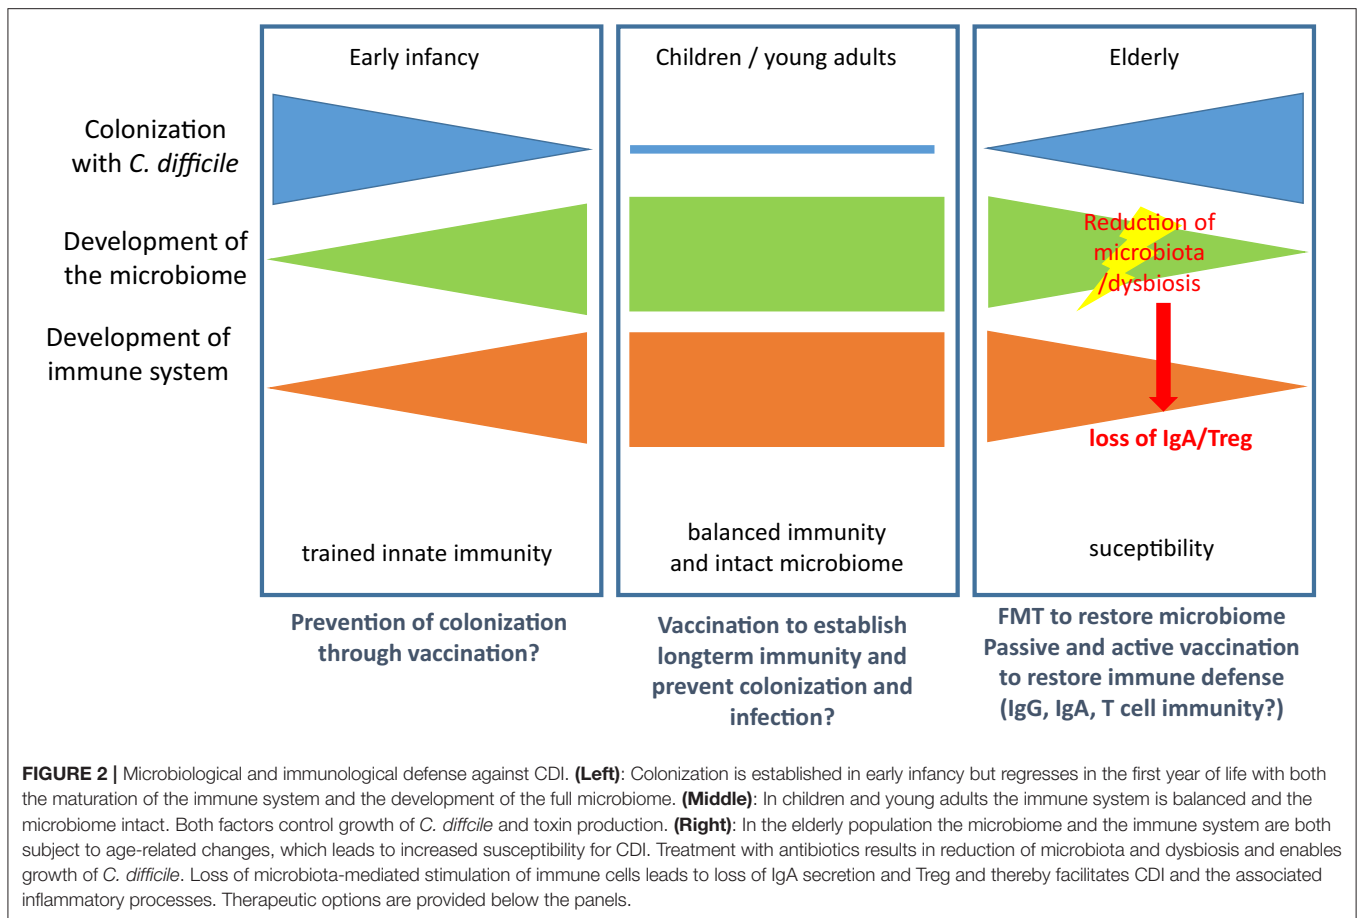 Early infancy
Children / young adults
Elderly
Colonization
with C. difficile
Development of
the microbiome
Reduction of
microbiota
/dysbiosis
Development of
immune system
loss of IgA/Treg
trained innate immunity
balanced immunity
and intact microbiome
suceptibility
Prevention of colonization
through vaccination?
Vaccination to establish
longterm immunity and
prevent colonization and
infection?
FMT to restore microbiome
Passive and active vaccination
to restore immune defense
(IgG, IgA, T cell immunity?)
FIGURE 2 | Microbiological and immunological defense against CDI. (Left): Colonization is established in early infancy but regresses in the first year of life with both
the maturation of the immune system and the development of the full microbiome. (Middle): In children and young adults the immune system is balanced and the
microbiome intact. Both factors control growth of C. diffcile and toxin production. (Right): In the elderly population the microbiome and the immune system are both
subject to age-related changes, which leads to increased susceptibility for CDI. Treatment with antibiotics results in reduction of microbiota and dysbiosis and enables
growth of C. difficile. Loss of microbiota-mediated stimulation of immune cells leads to loss of IgA secretion and Treg and thereby facilitates CDI and the associated
inflammatory processes. Therapeutic options are provided below the panels.